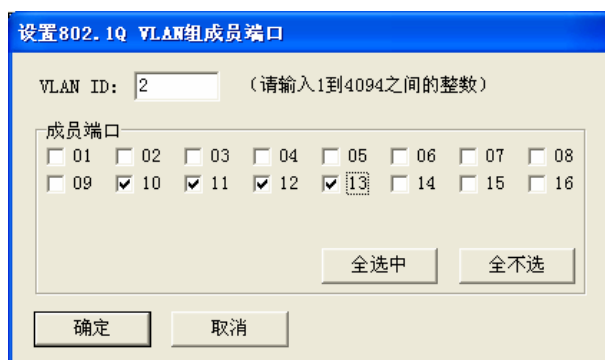 设置802.1Q VLAN组成员端口
VLAN ID: 2 (请输入1到4094之间的整数)
成员端口
01 02 03 04 05 06 07 08
09 10 11 12 13 14 15 16
全选中 全不选
确定 取消